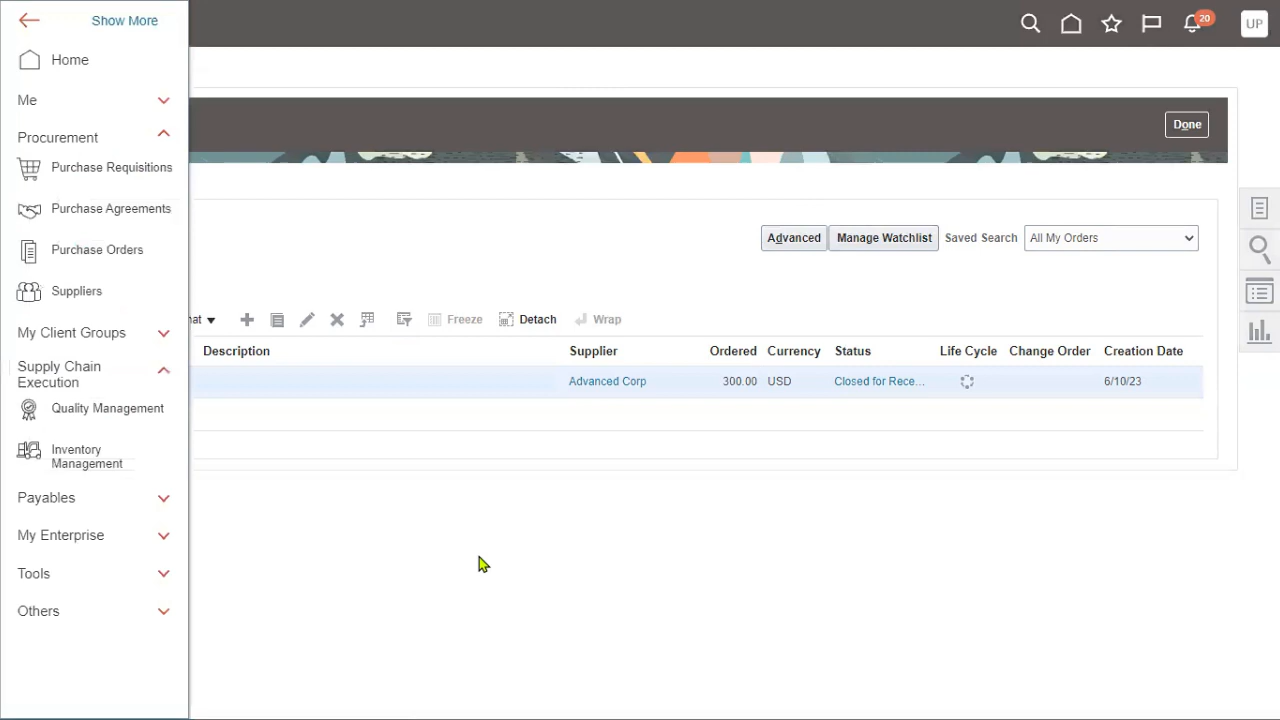 Show More
20
UP
Home
Me
Procurement
Done
Purchase Requisitions
Purchase Agreements
Advanced
Manage Watchlist
Saved Search
All My Orders
Purchase Orders
Suppliers
My Client Groups
Freeze
Detach
Wrap
Description
Supplier
Ordered
Currency
Status
Life Cycle
Change Order
Creation Date
Supply Chain
Execution
Advanced Corp
300.00
USD
Closed for Rece...
6/10/23
Quality Management
Inventory
Management
Payables
My Enterprise
Tools
Others